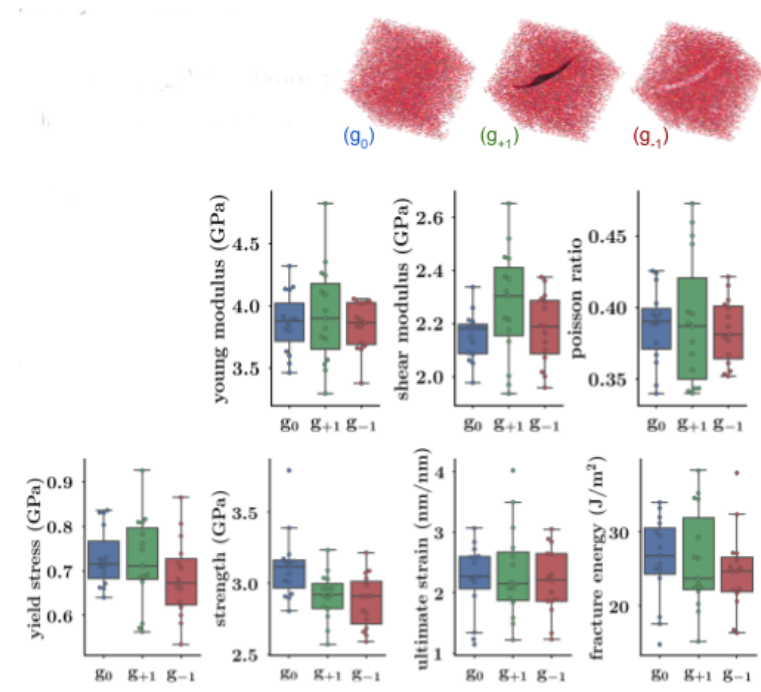 (g0) (g+1) (g-1)
young modulus (GPa)
4.5
4.0
3.5
g0 g+1 g−1
shear modulus (GPa)
2.6
2.4
2.2
2.0
g0 g+1 g−1
poisson ratio
0.45
0.40
0.35
g0 g+1 g−1
yield stress (GPa)
0.9
0.8
0.7
0.6
g0 g+1 g−1
strength (GPa)
3.5
3.0
2.5
g0 g+1 g−1
ultimate strain (nm/nm)
4
3
2
1
g0 g+1 g−1
fracture energy (J/m²)
30
20
g0 g+1 g−1